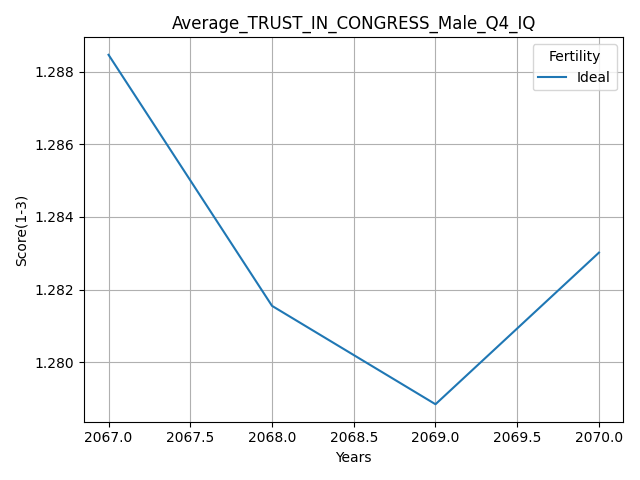 Average_TRUST_IN_CONGRESS_Male_Q4_IQ
Fertility
Ideal
1.288
1.286
1.284
1.282
1.280
Score(1-3)
2067.0 2067.5 2068.0 2068.5 2069.0 2069.5 2070.0
Years